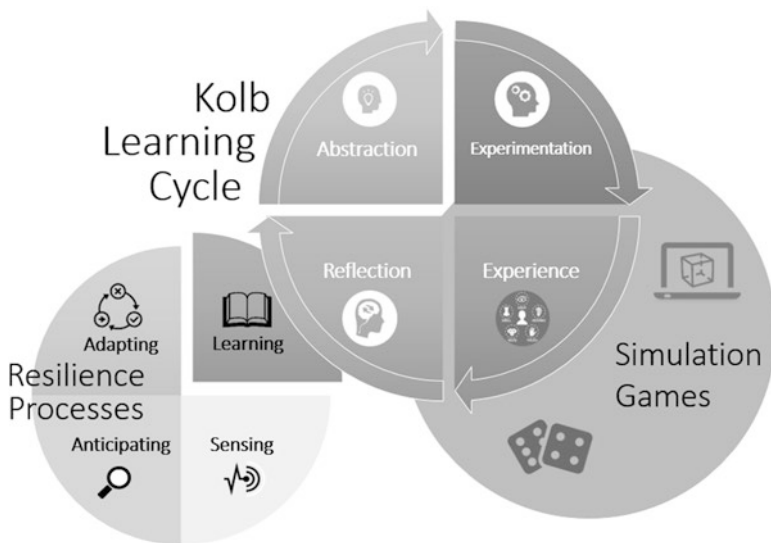 Kolb
Learning
Cycle
Abstraction
Experimentation
Reflection
Experience
Adapting
Learning
Resilience
Processes
Anticipating
Sensing
Simulation
Games